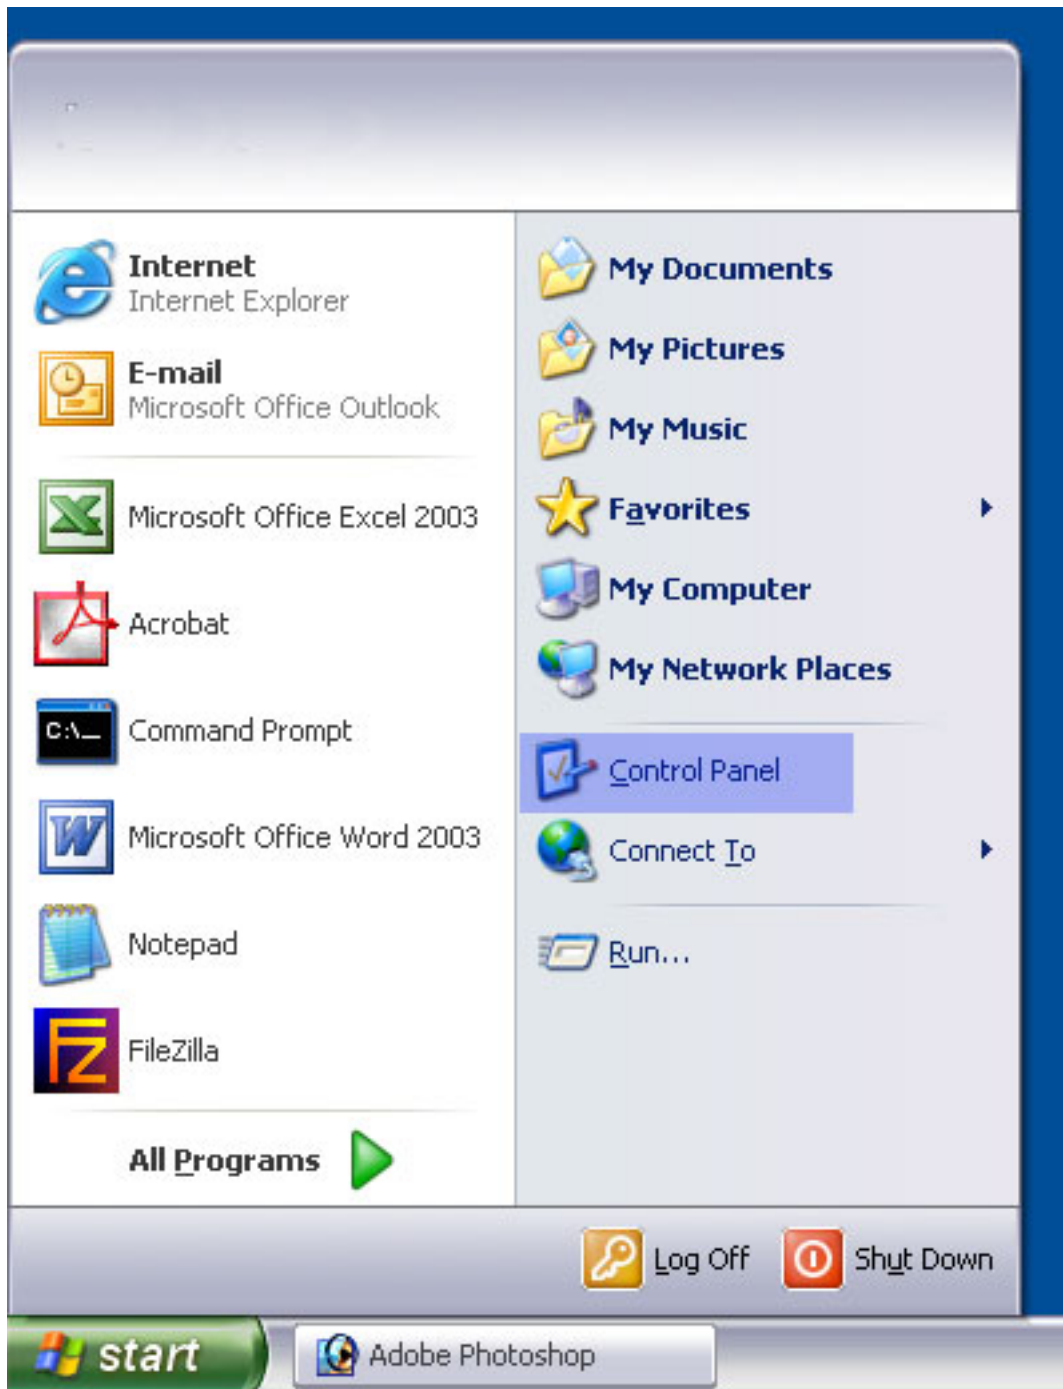 Internet
Internet Explorer
E-mail
Microsoft Office Outlook
Microsoft Office Excel 2003
Acrobat
C:\_
Command Prompt
Microsoft Office Word 2003
Notepad
FileZilla
All Programs
My Documents
My Pictures
My Music
Favorites
My Computer
My Network Places
Control Panel
Connect To
Run...
Log Off
Shut Down
start
Adobe Photoshop